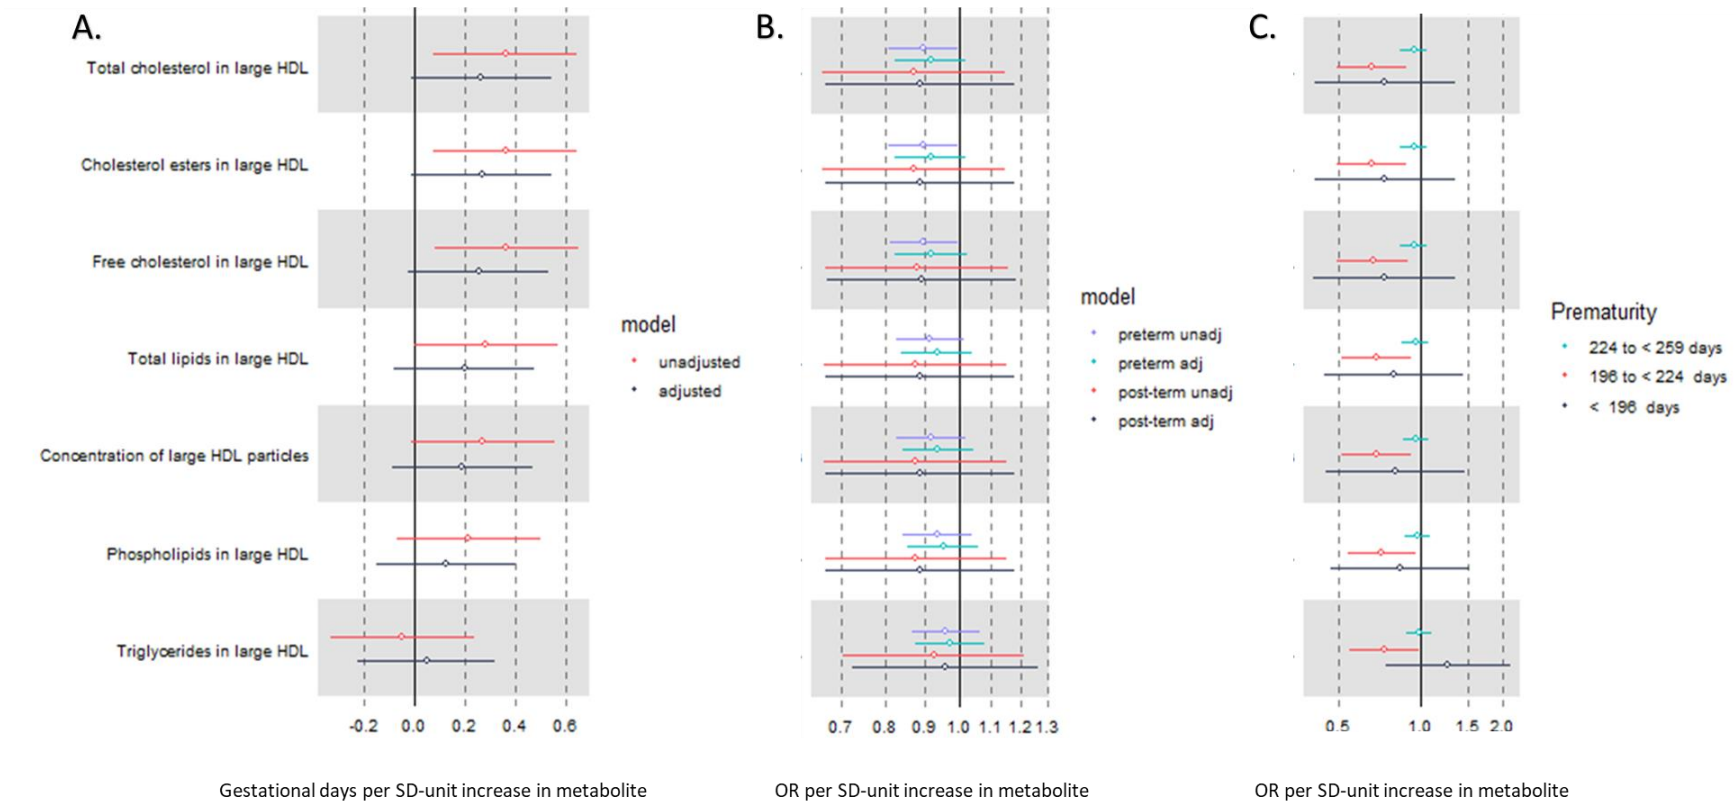 A.
B.
C.
Total cholesterol in large HDL
Cholesterol esters in large HDL
Free cholesterol in large HDL
Total lipids in large HDL
Concentration of large HDL particles
Phospholipids in large HDL
Triglycerides in large HDL
model
unadjusted
adjusted
model
preterm unadj
preterm adj
post-term unadj
post-term adj
Prematurity
224 to < 259 days
196 to < 224 days
< 196 days
-0.2 0.0 0.2 0.4 0.6
0.7 0.8 0.9 1.0 1.1 1.2 1.3
0.5 1.0 1.5 2.0
Gestational days per SD-unit increase in metabolite
OR per SD-unit increase in metabolite
OR per SD-unit increase in metabolite